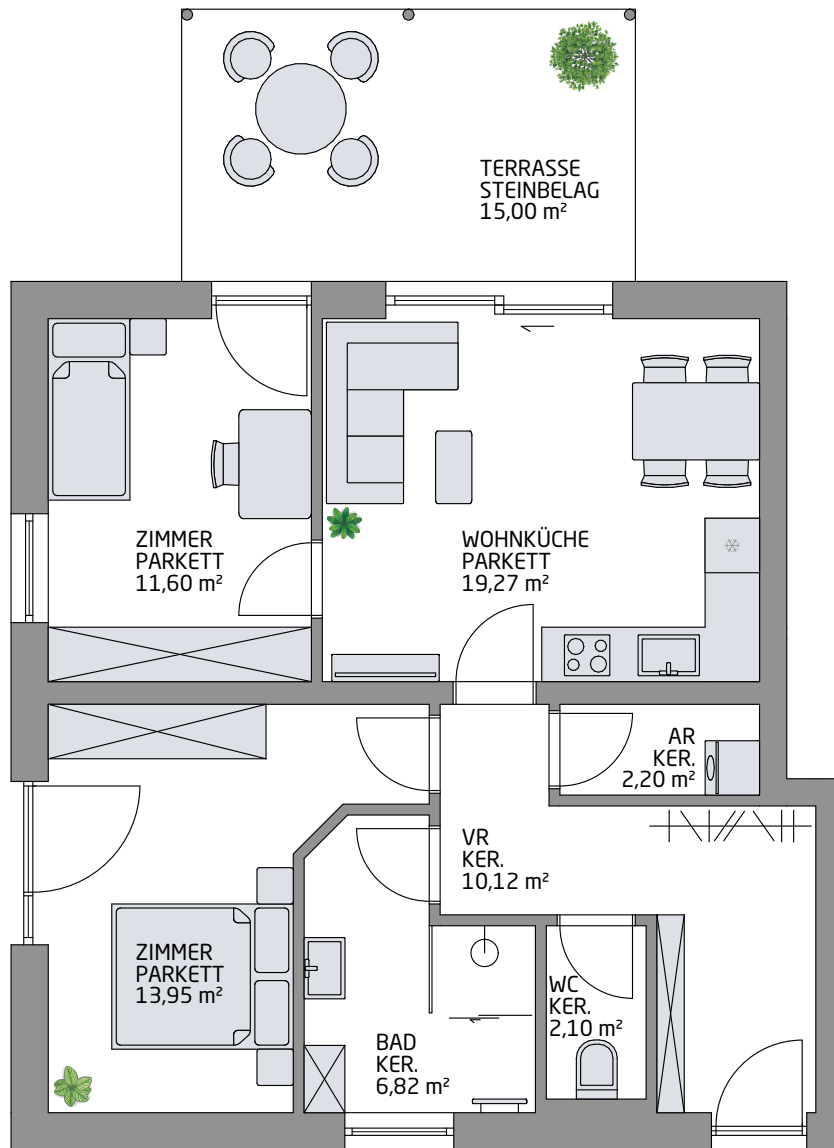 TERRASSE
STEINBELAG
15,00 m²
ZIMMER
PARKETT
11,60 m²
WOHNKÜCHE
PARKETT
19,27 m²
AR
KER.
2,20 m²
VR
KER.
10,12 m²
ZIMMER
PARKETT
13,95 m²
WC
KER.
2,10 m²
BAD
KER.
6,82 m²